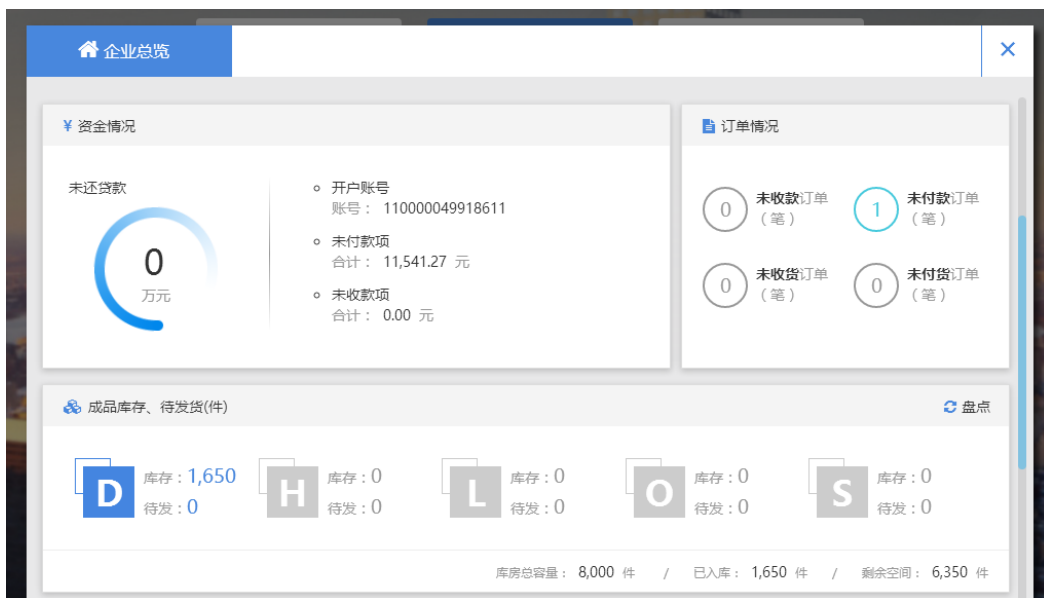 企业总览
¥ 资金情况
未还贷款
0
万元
开户账号
账号： 110000049918611
未付款项
合计： 11,541.27 元
未收款项
合计： 0.00 元
订单情况
0 未收款订单（笔）
1 未付款订单（笔）
0 未收货订单（笔）
0 未付货订单（笔）
成品库存、待发货(件)
盘点
D
库存：1,650
待发：0
H
库存：0
待发：0
L
库存：0
待发：0
O
库存：0
待发：0
S
库存：0
待发：0
库房总容量： 8,000 件 / 已入库： 1,650 件 / 剩余空间： 6,350 件